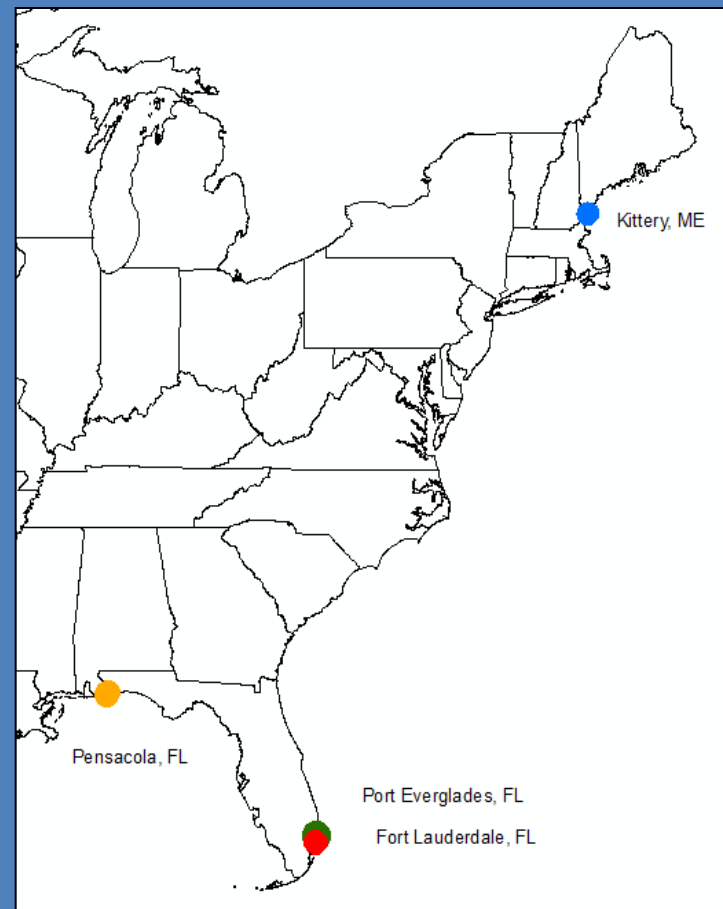 Kittery, ME
Pensacola, FL
Port Everglades, FL
Fort Lauderdale, FL